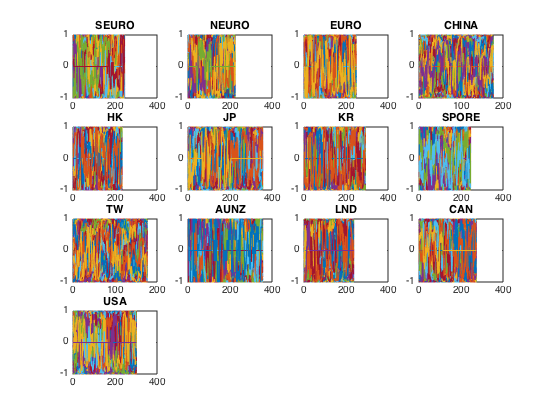 SEURO NEURO EURO CHINA
1 1 1 1
0 0 0 0
-1 -1 -1 -1
0 200 400 0 200 400 0 200 400 0 100 200
HK JP KR SPORE
1 1 1 1
0 0 0 0
-1 -1 -1 -1
0 200 400 0 200 400 0 200 400 0 200 400
TW AUNZ LND CAN
1 1 1 1
0 0 0 0
-1 -1 -1 -1
0 100 200 0 200 400 0 200 400 0 200 400
USA
1
0
-1
0 200 400